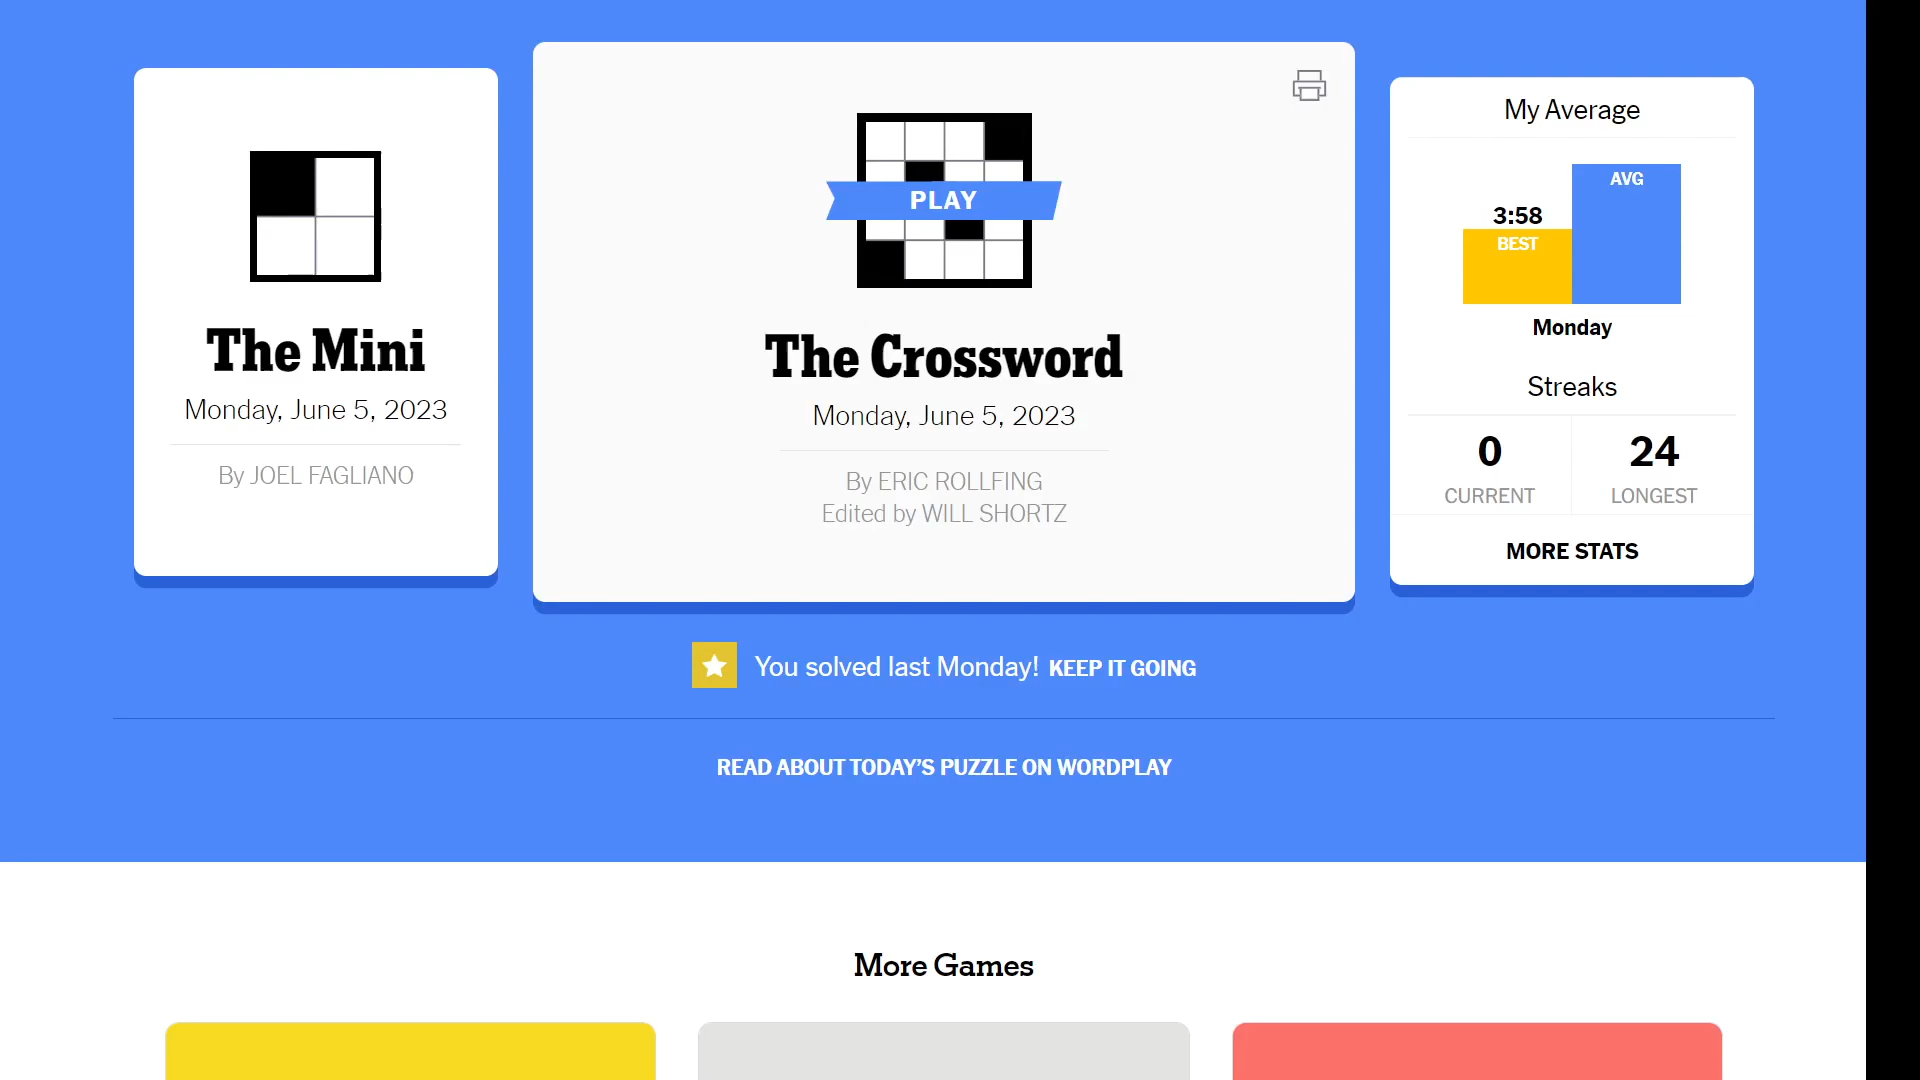 The Mini
Monday, June 5, 2023
By JOEL FAGLIANO
PLAY
The Crossword
Monday, June 5, 2023
By ERIC ROLLFING
Edited by WILL SHORTZ
My Average
AVG
3:58
BEST
Monday
Streaks
0 24
CURRENT LONGEST
MORE STATS
You solved last Monday! KEEP IT GOING
READ ABOUT TODAY’S PUZZLE ON WORDPLAY
More Games